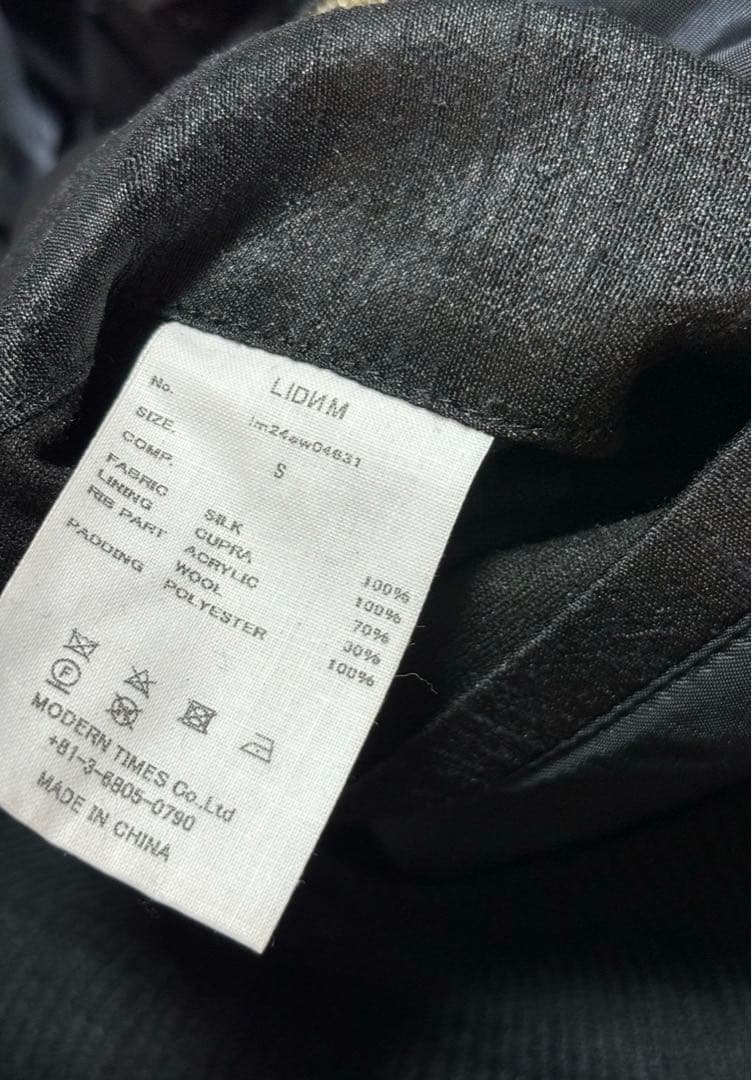 LIDИM
No. lm24aw04631
SIZE. S
COMP.
FABRIC SILK 100%
LINING CUPRA 100%
RIB PART ACRYLIC 70%
WOOL 30%
PADDING POLYESTER 100%
F
MODERN TIMES Co.,Ltd
+81-3-6805-0790
MADE IN CHINA